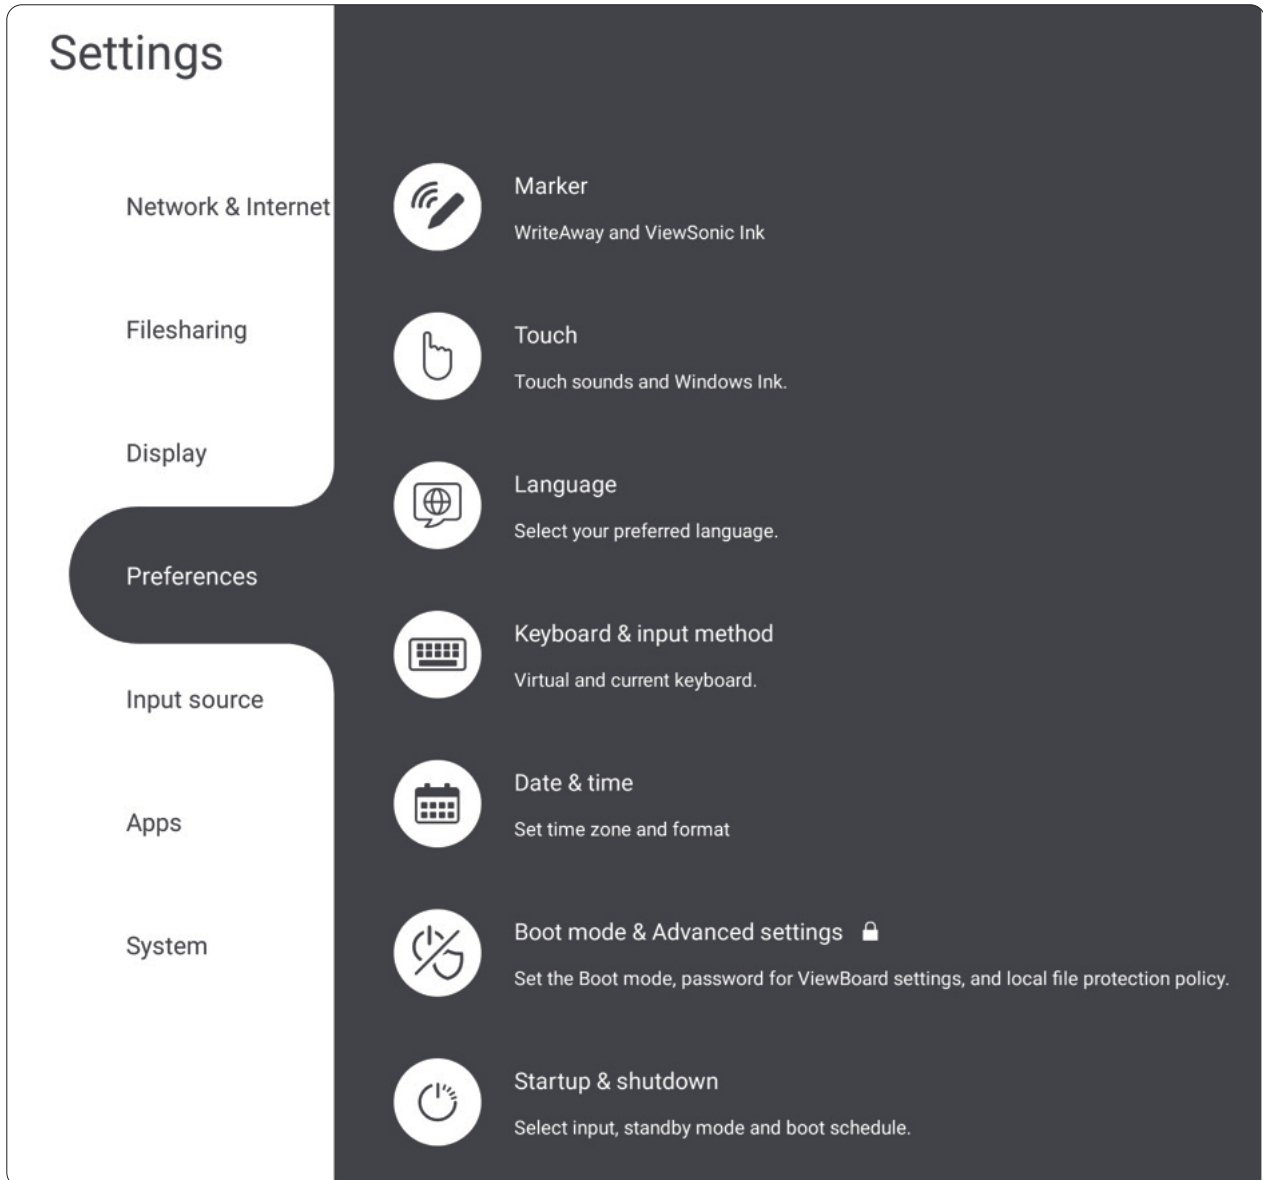 Settings
Network & Internet
Filesharing
Display
Preferences
Input source
Apps
System
Marker
WriteAway and ViewSonic Ink
Touch
Touch sounds and Windows Ink.
Language
Select your preferred language.
Keyboard & input method
Virtual and current keyboard.
Date & time
Set time zone and format
Boot mode & Advanced settings
Set the Boot mode, password for ViewBoard settings, and local file protection policy.
Startup & shutdown
Select input, standby mode and boot schedule.